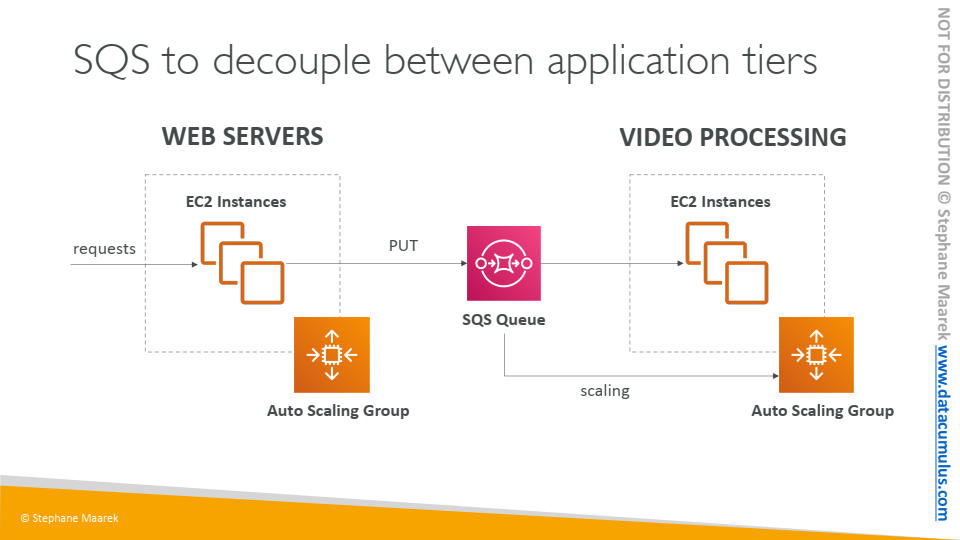 SQS to decouple between application tiers
WEB SERVERS
VIDEO PROCESSING
EC2 Instances
EC2 Instances
requests
PUT
SQS Queue
scaling
Auto Scaling Group
Auto Scaling Group
© Stephane Maarek
NOT FOR DISTRIBUTION © Stephane Maarek www.datacumulus.com